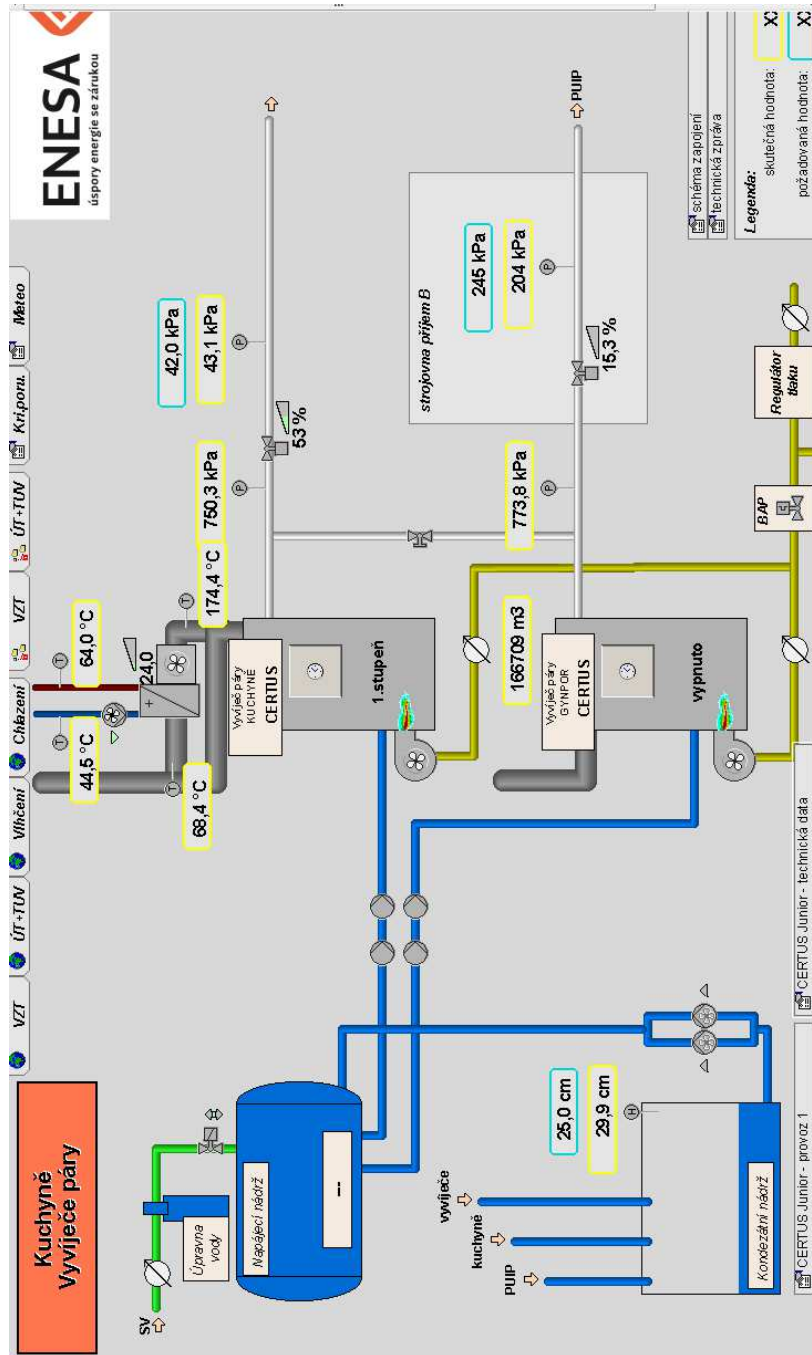 Kuchyně
Vyvíječe páry
VZT
ÚT+TUV
Vlhčení
Chlazení
VZT
ÚT+TUV
Kri.poru.
Meteo
ENESA
úspory energie se zárukou
SV
Úpravna
vody
Napájecí nádrž
---
44,5 °C
64,0 °C
68,4 °C
24,0
174,4 °C
750,3 kPa
53 %
42,0 kPa
43,1 kPa
Vyvíječ páry
KUCHYNĚ
CERTUS
1.stupeň
166709 m3
773,8 kPa
strojovna příjem B
245 kPa
204 kPa
15,3 %
PUIP
Vyvíječ páry
GYNPOR
CERTUS
vypnuto
vyvíječe
kuchyně
PUIP
25,0 cm
29,9 cm
Kondezátní nádrž
BAP
Regulátor
tlaku
schéma zapojení
technická zpráva
Legenda:
skutečná hodnota:
požadovaná hodnota:
CERTUS Junior - provoz 1
CERTUS Junior - technická data